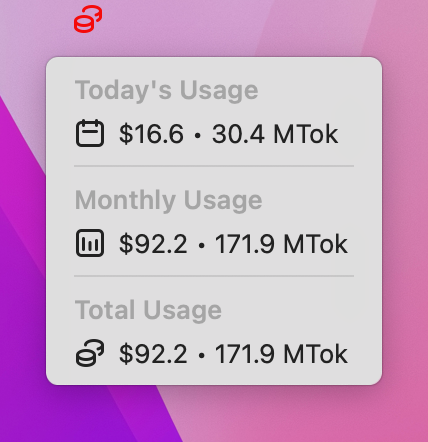 Today's Usage
$16.6 • 30.4 MTok
Monthly Usage
$92.2 • 171.9 MTok
Total Usage
$92.2 • 171.9 MTok